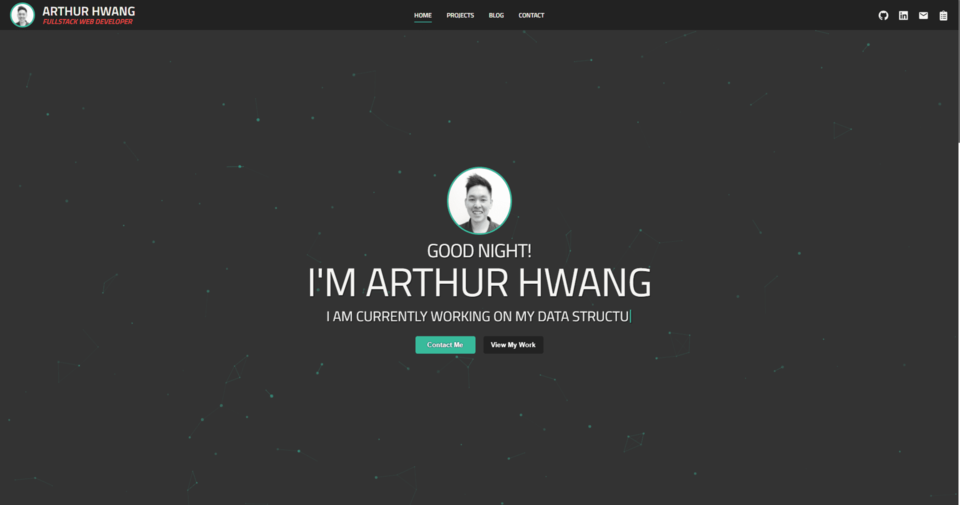 ARTHUR HWANG
FULLSTACK WEB DEVELOPER
HOME PROJECTS BLOG CONTACT
GOOD NIGHT!
I'M ARTHUR HWANG
I AM CURRENTLY WORKING ON MY DATA STRUCTU
Contact Me View My Work